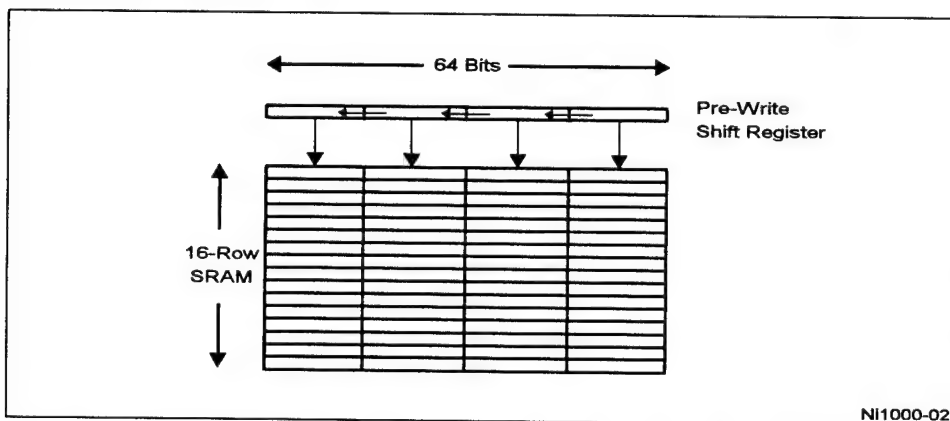 64 Bits
Pre-Write
Shift Register
16-Row
SRAM
NI1000-02